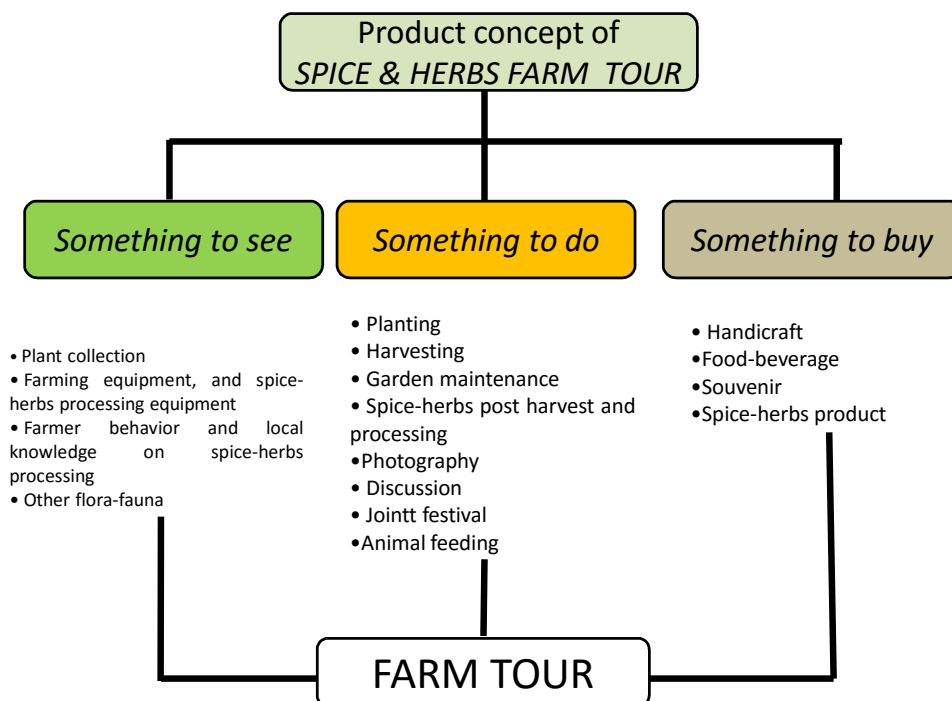 Product concept of
SPICE & HERBS FARM TOUR
Something to see
Something to do
Something to buy
• Plant collection
• Farming equipment, and spice-
herbs processing equipment
• Farmer behavior and local
knowledge on spice-herbs
processing
• Other flora-fauna
• Planting
• Harvesting
• Garden maintenance
• Spice-herbs post harvest and
processing
•Photography
• Discussion
• Jointt festival
•Animal feeding
• Handicraft
•Food-beverage
•Souvenir
•Spice-herbs product
FARM TOUR